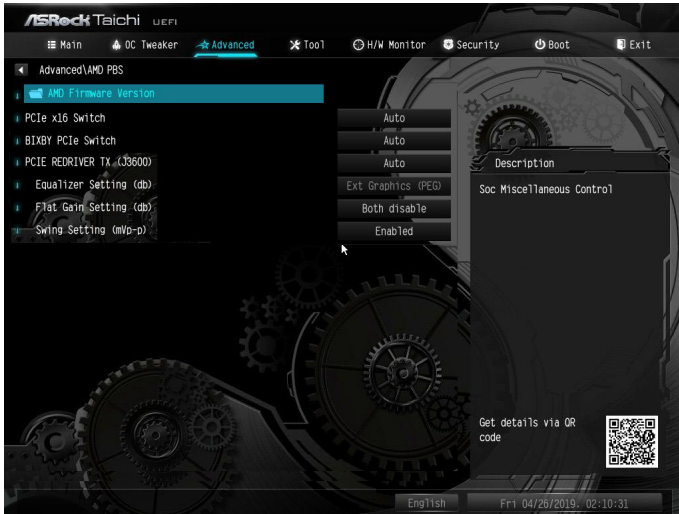 ASRock Taichi UEFI
Main OC Tweaker Advanced Tool H/W Monitor Security Boot Exit
Advanced\AMD PBS
AMD Firmware Version
PCIe x16 Switch Auto
BIXBY PCIe Switch Auto
PCIE REDRIVER TX (J3600) Auto
Equalizer Setting (db) Ext Graphics (PEG)
Flat Gain Setting (db) Both disable
Swing Setting (mVp-p) Enabled
Description
Soc Miscellaneous Control
Get details via QR
code
English Fri 04/26/2019. 02:10:31